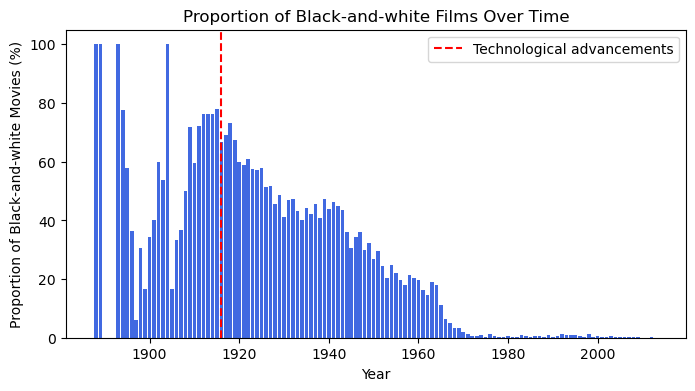 Proportion of Black-and-white Films Over Time
Technological advancements
Proportion of Black-and-white Movies (%)
100
80
60
40
20
0
1900 1920 1940 1960 1980 2000
Year